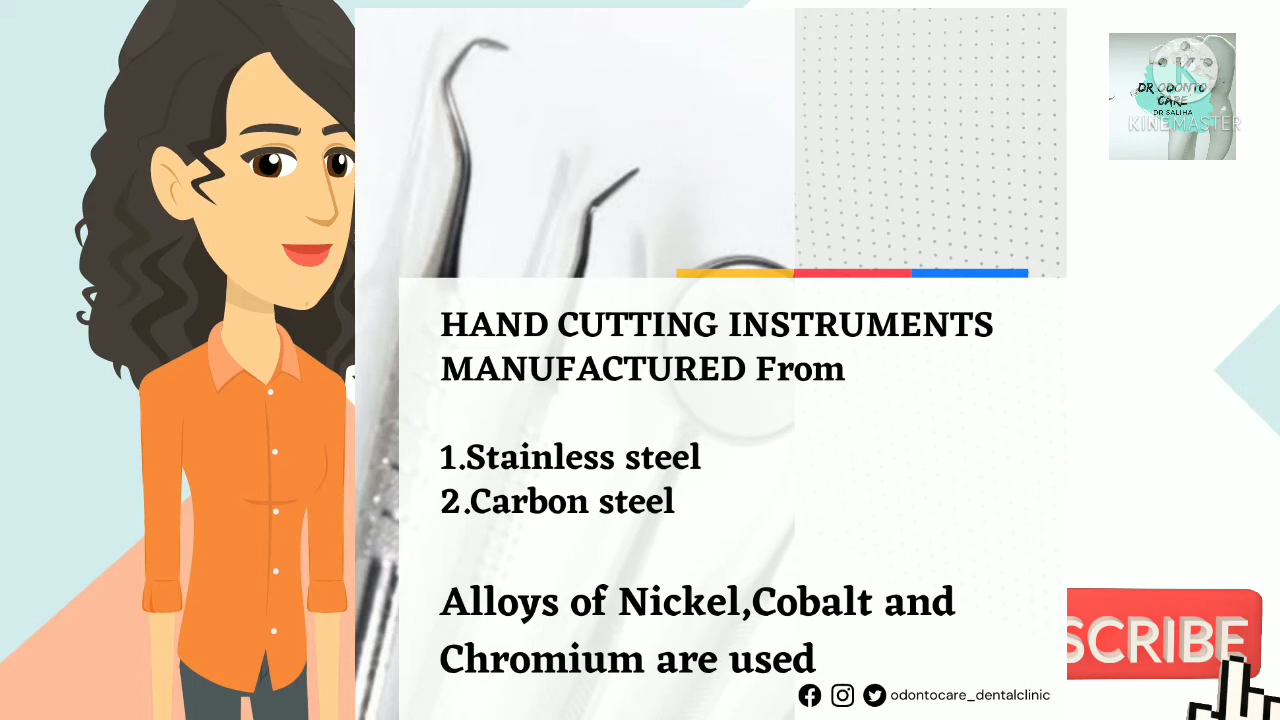 HAND CUTTING INSTRUMENTS
MANUFACTURED From
1.Stainless steel
2.Carbon steel
Alloys of Nickel,Cobalt and
Chromium are used
odontocare_dentalclinic
DR ODONTO
CARE
DR SALIHA
KINEMASTER
SCRIBE